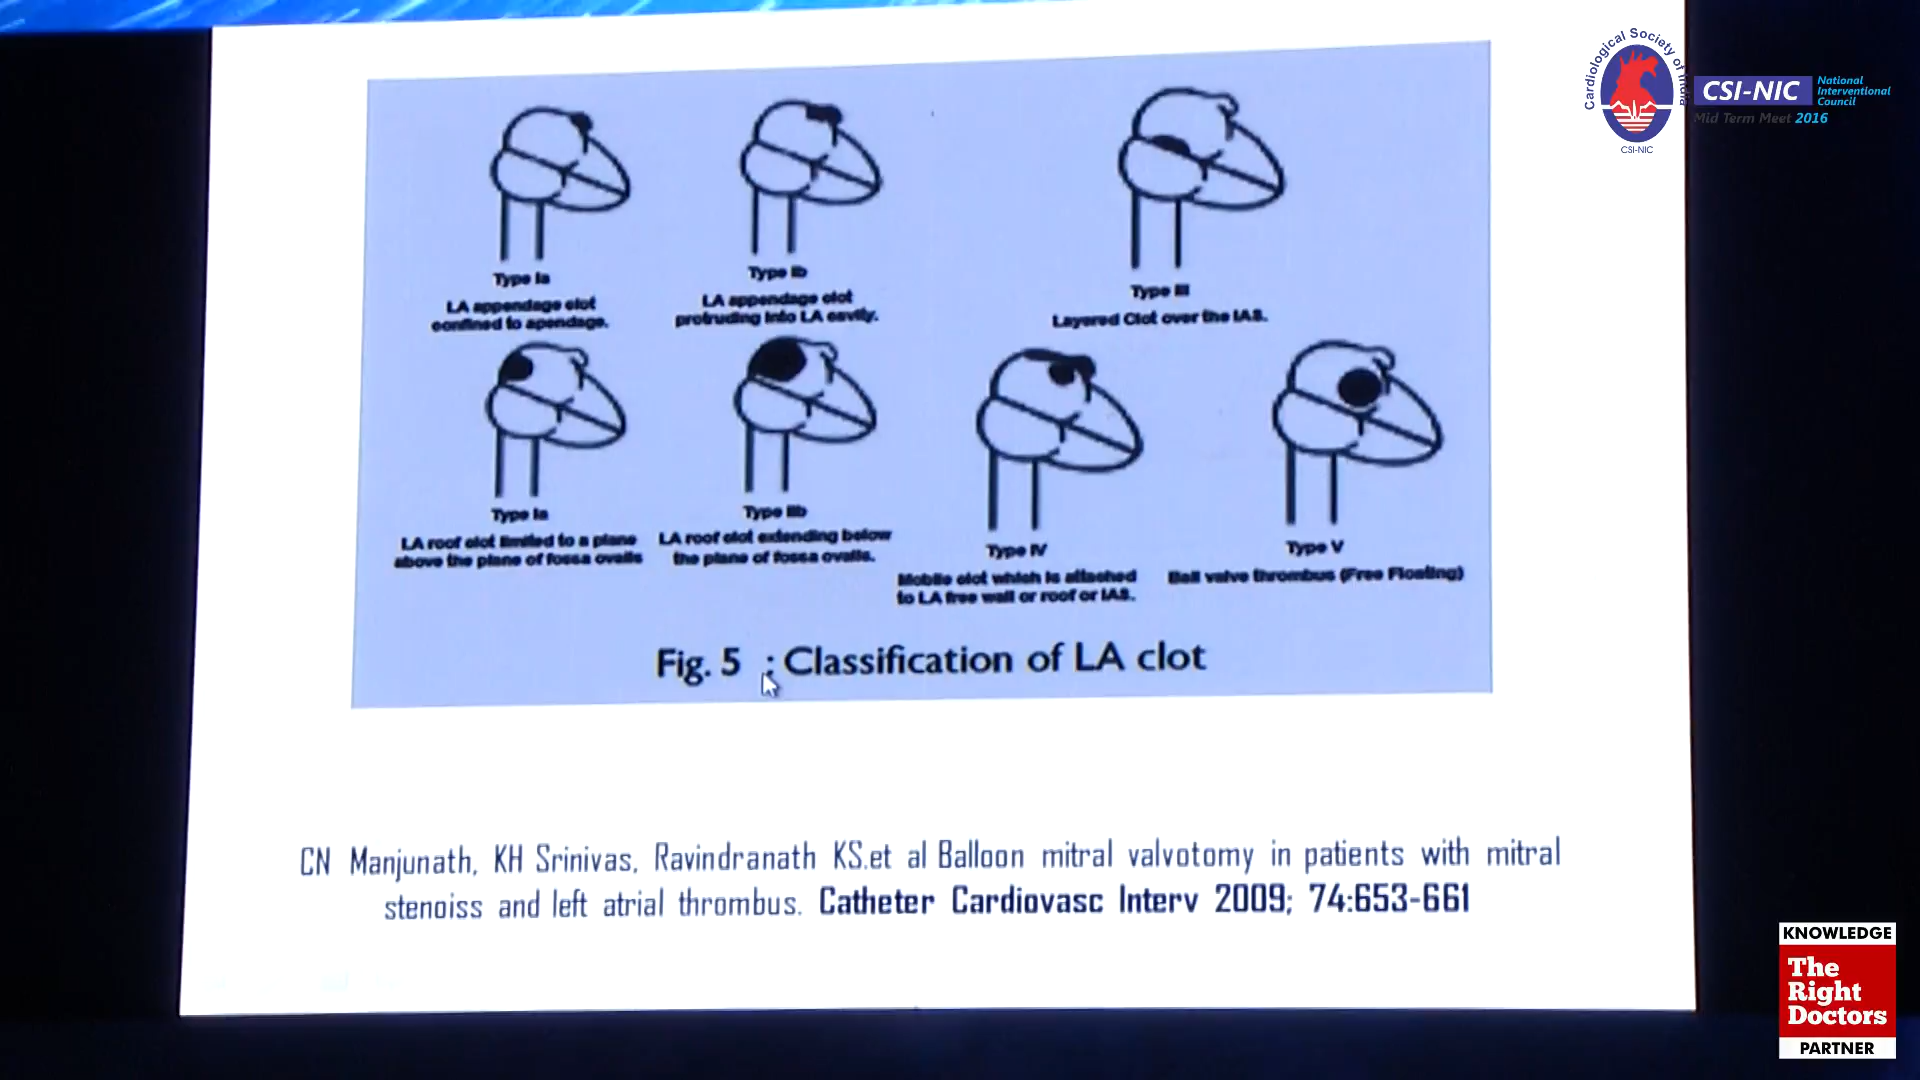 Type Ia
LA appendage clot
confined to apendage.
Type Ib
LA appendage clot
protruding into LA cavity.
Type III
Layered Clot over the IAS.
Type Ia
LA roof clot limited to a plane
above the plane of fossa ovalis
Type IIb
LA roof clot extending below
the plane of fossa ovalis.
Type IV
Mobile clot which is attached
to LA free wall or roof or IAS.
Type V
Ball valve thrombus (Free Floating)
Fig. 5 : Classification of LA clot
CN Manjunath, KH Srinivas, Ravindranath KS.et al Balloon mitral valvotomy in patients with mitral
stenoiss and left atrial thrombus. Catheter Cardiovasc Interv 2009; 74:653-661
Cardiological Society of India
CSI-NIC
CSI-NIC
National
Interventional
Council
Mid Term Meet 2016
KNOWLEDGE
The
Right
Doctors
PARTNER